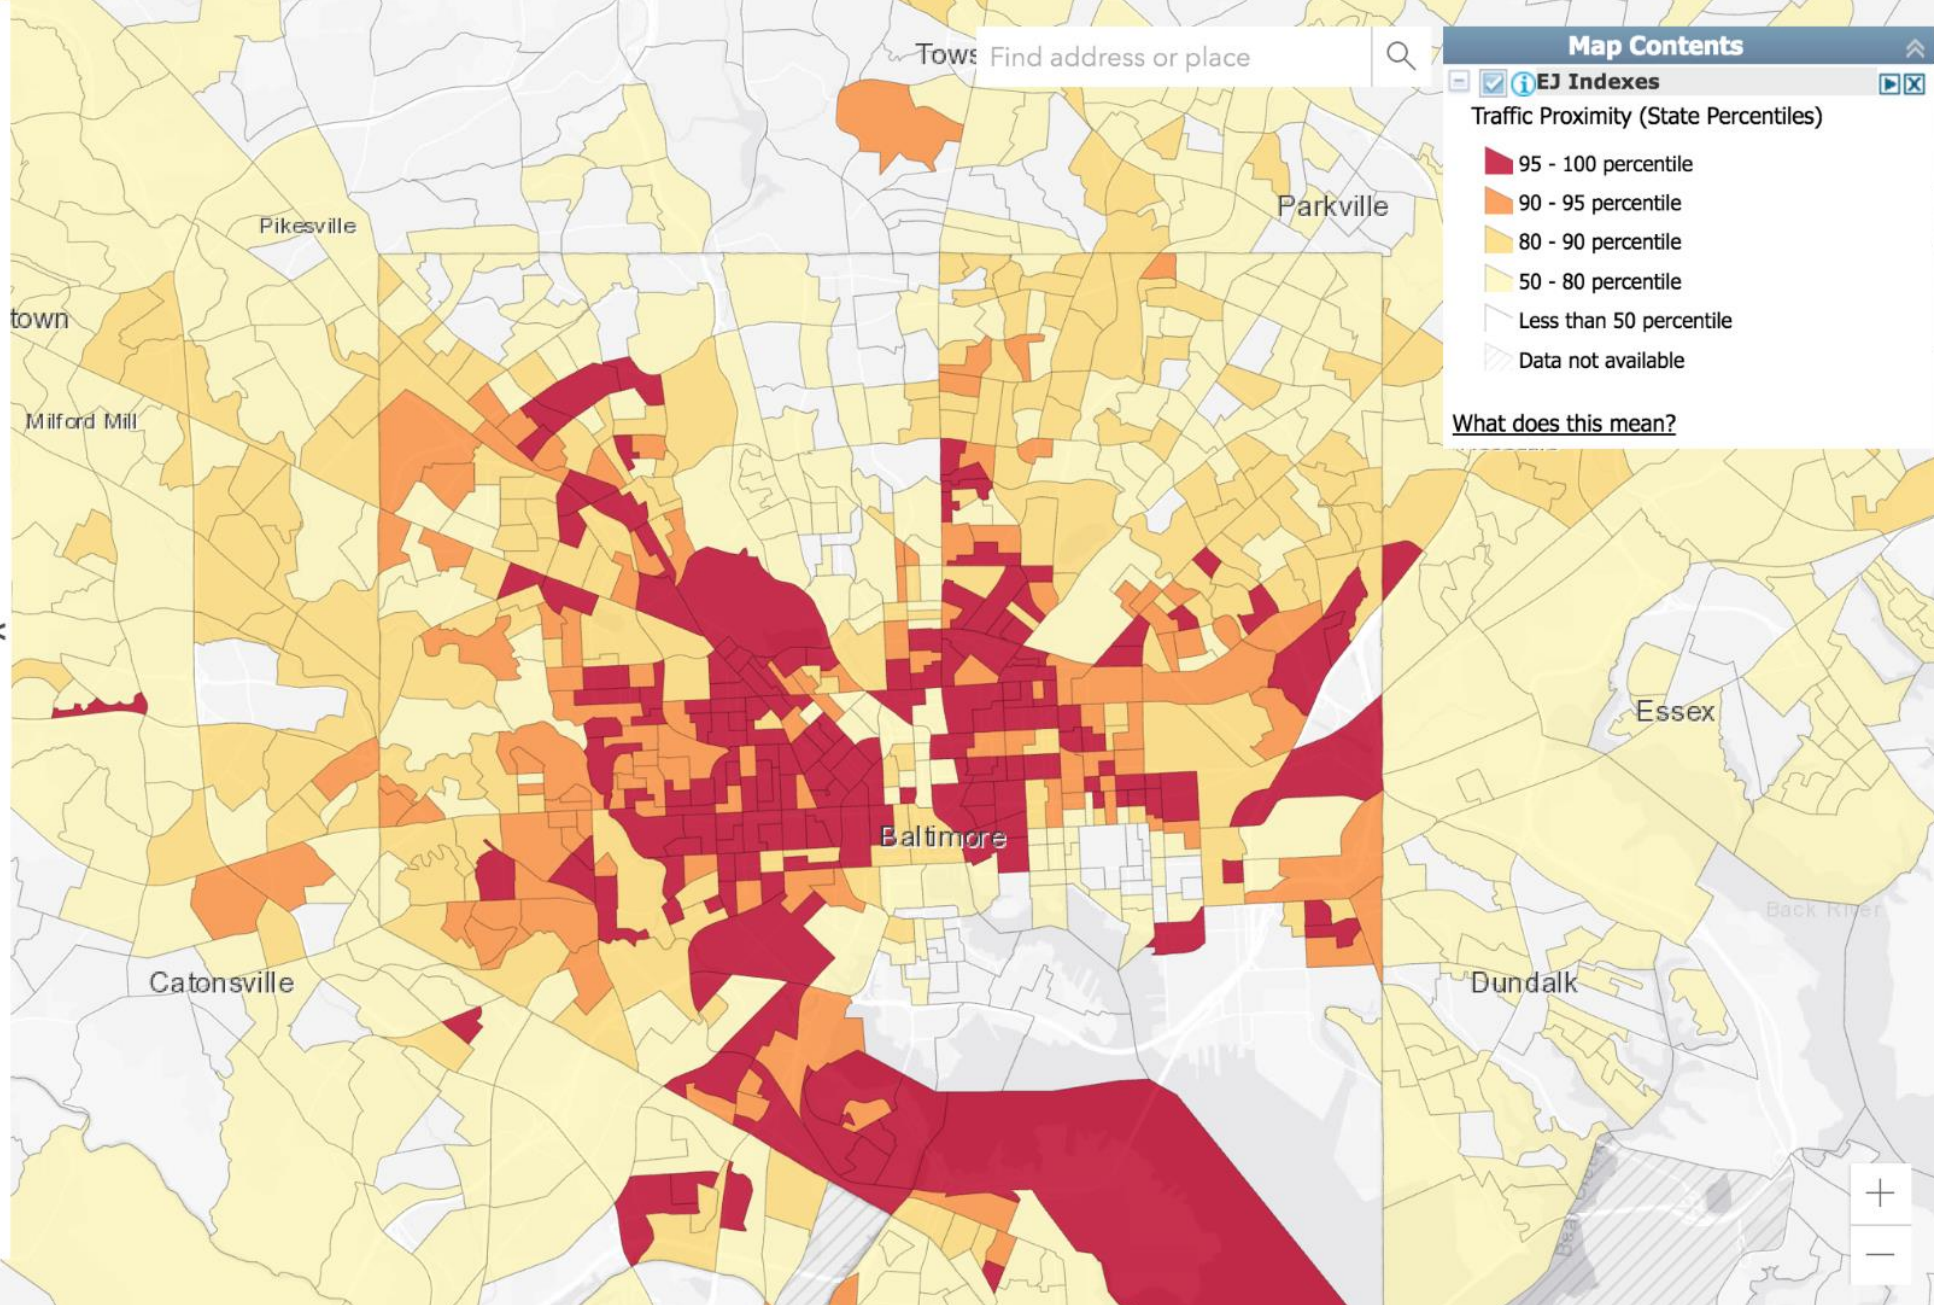 Tows
Find address or place
Map Contents
EJ Indexes
Traffic Proximity (State Percentiles)
95 - 100 percentile
90 - 95 percentile
80 - 90 percentile
50 - 80 percentile
Less than 50 percentile
Data not available
What does this mean?
Parkville
Pikesville
town
Milford Mill
Essex
Baltimore
Back River
Catonsville
Dundalk